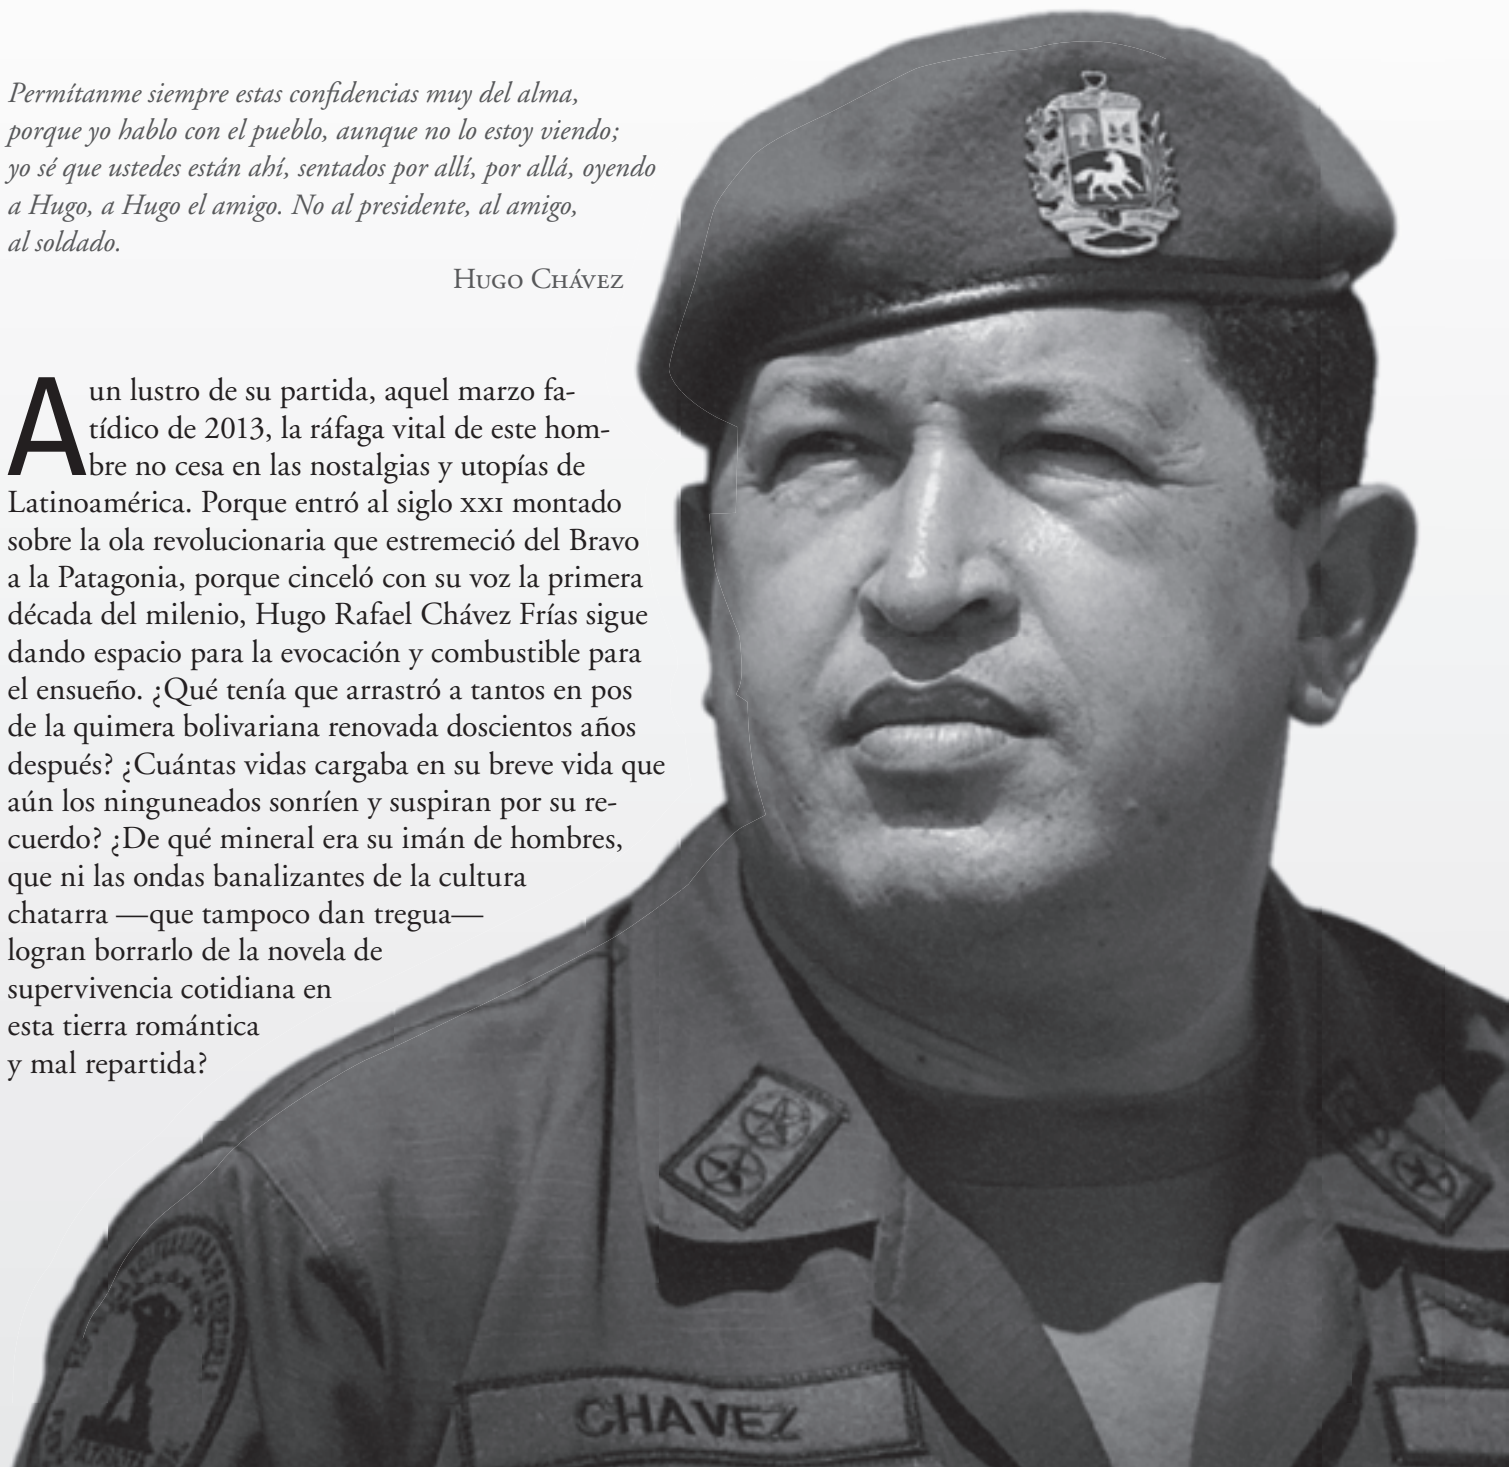 Permítanme siempre estas confidencias muy del alma,
porque yo hablo con el pueblo, aunque no lo estoy viendo;
yo sé que ustedes están ahí, sentados por allí, por allá, oyendo
a Hugo, a Hugo el amigo. No al presidente, al amigo,
al soldado.
Hugo Chávez
A un lustro de su partida, aquel marzo fa-
tídico de 2013, la ráfaga vital de este hom-
bre no cesa en las nostalgias y utopías de
Latinoamérica. Porque entró al siglo XXI montado
sobre la ola revolucionaria que estremeció del Bravo
a la Patagonia, porque cinceló con su voz la primera
década del milenio, Hugo Rafael Chávez Frías sigue
dando espacio para la evocación y combustible para
el ensueño. ¿Qué tenía que arrastró a tantos en pos
de la quimera bolivariana renovada doscientos años
después? ¿Cuántas vidas cargaba en su breve vida que
aún los ninguneados sonríen y suspiran por su re-
cuerdo? ¿De qué mineral era su imán de hombres,
que ni las ondas banalizantes de la cultura
chatarra —que tampoco dan tregua—
logran borrarlo de la novela de
supervivencia cotidiana en
esta tierra romántica
y mal repartida?
CHAVEZ